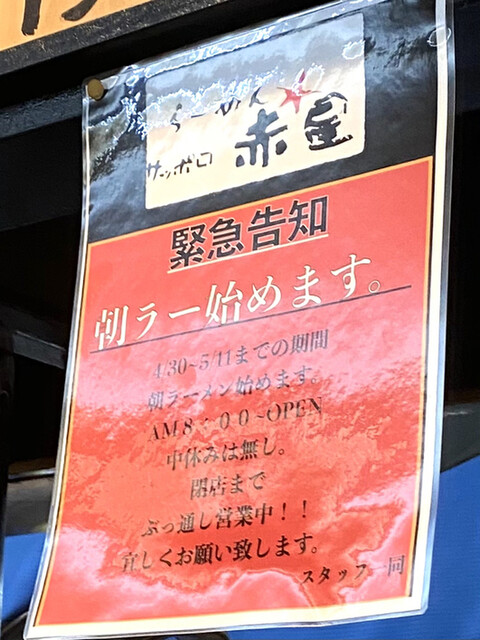 らーめん
サッポロ 赤星
緊急告知
朝ラー始めます。
4/30~5/11までの期間
朝ラーメン始めます。
AM8:00~OPEN
中休みは無し。
閉店まで
ぶっ通し営業中!!
宜しくお願い致します。
スタッフ一同